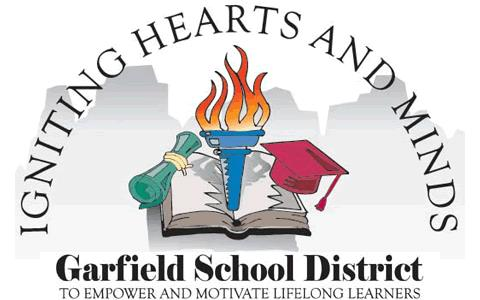 IGNITING HEARTS AND MINDS
Garfield School District
TO EMPOWER AND MOTIVATE LIFELONG LEARNERS